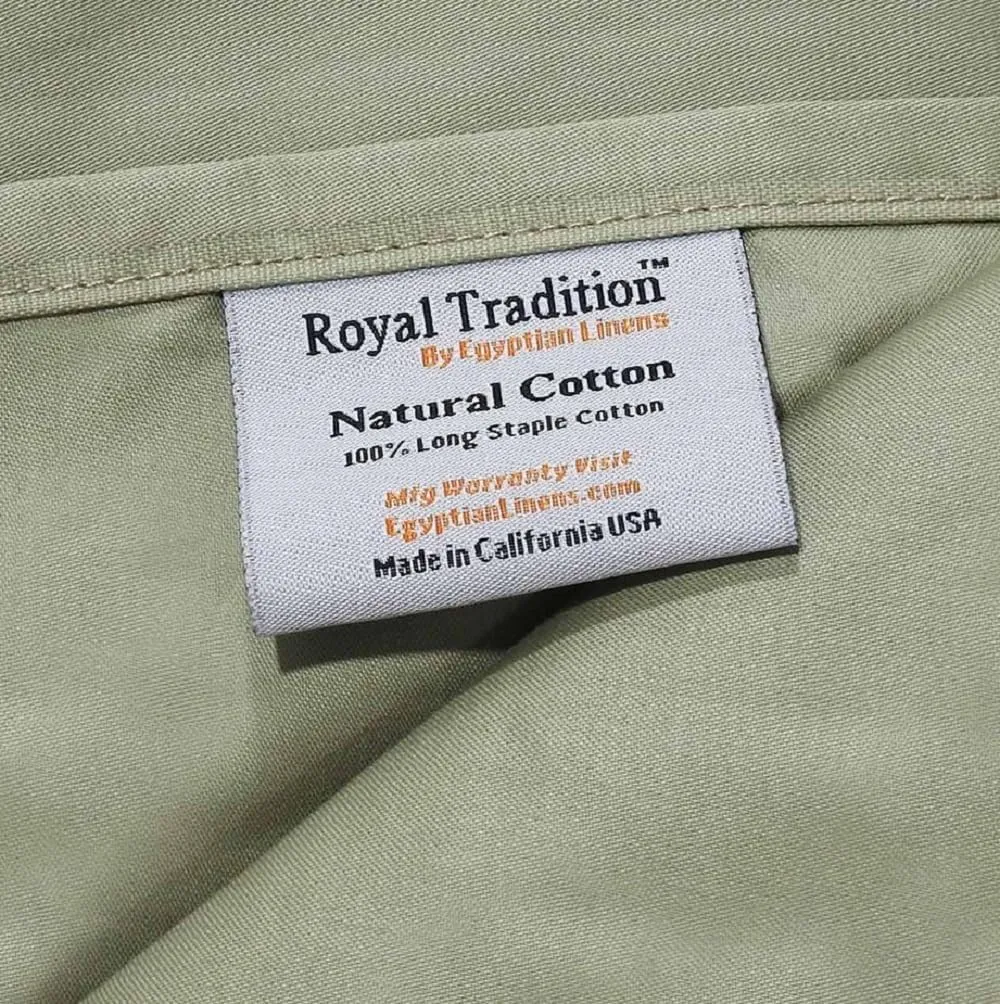 Royal Tradition™
By Egyptian Linens
Natural Cotton
100% Long Staple Cotton
Mfg Warranty Visit
EgyptianLinens.com
Made in California USA